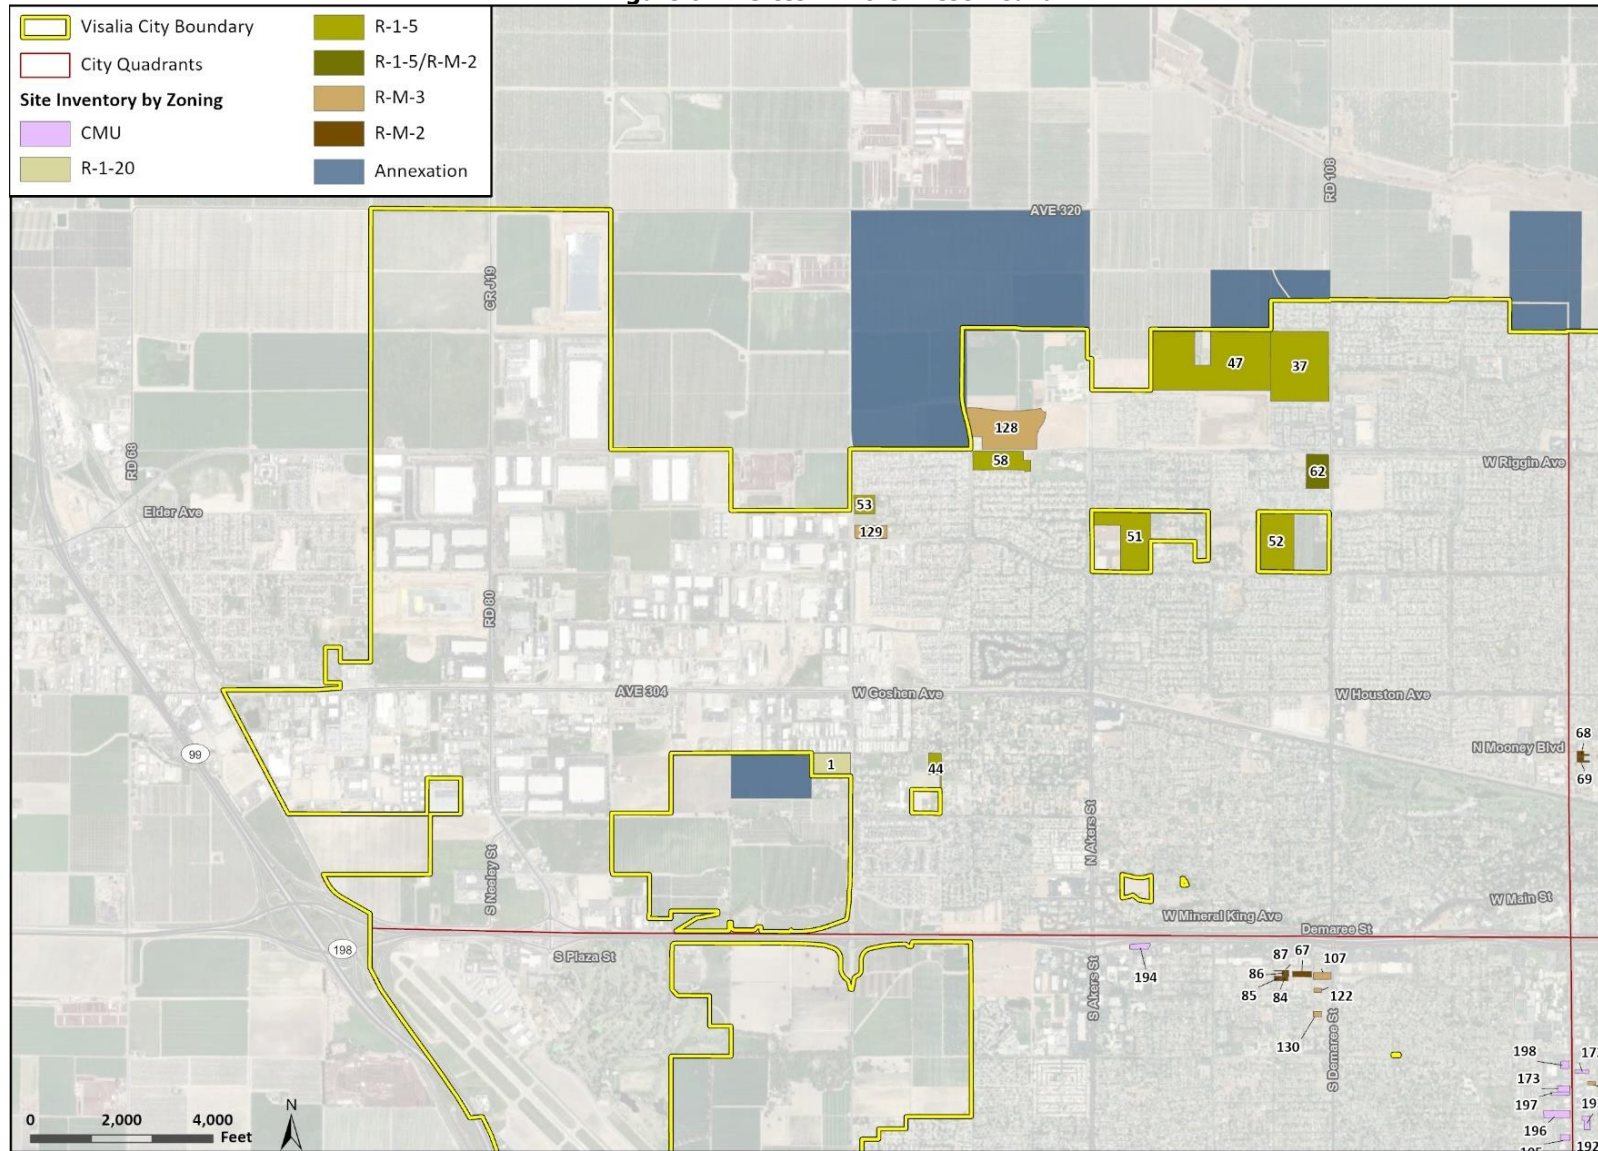 Visalia City Boundary
City Quadrants
Site Inventory by Zoning
CMU
R-1-20
R-1-5
R-1-5/R-M-2
R-M-3
R-M-2
Annexation
RD 108
AVE 320
CR J19
47
37
128
58
RD 68
W Riggin Ave
62
Elder Ave
53
129
51
52
RD 80
AVE 304
W Goshen Ave
W Houston Ave
99
N Mooney Blvd
68
69
1
44
N Akers St
S Neeley St
W Main St
W Mineral King Ave
Demaree St
198
S Plaza St
194
87
67
107
86
85
84
122
S Akers St
130
S Demaree St
198
173
197
196
192
0
2,000
4,000
Feet
N